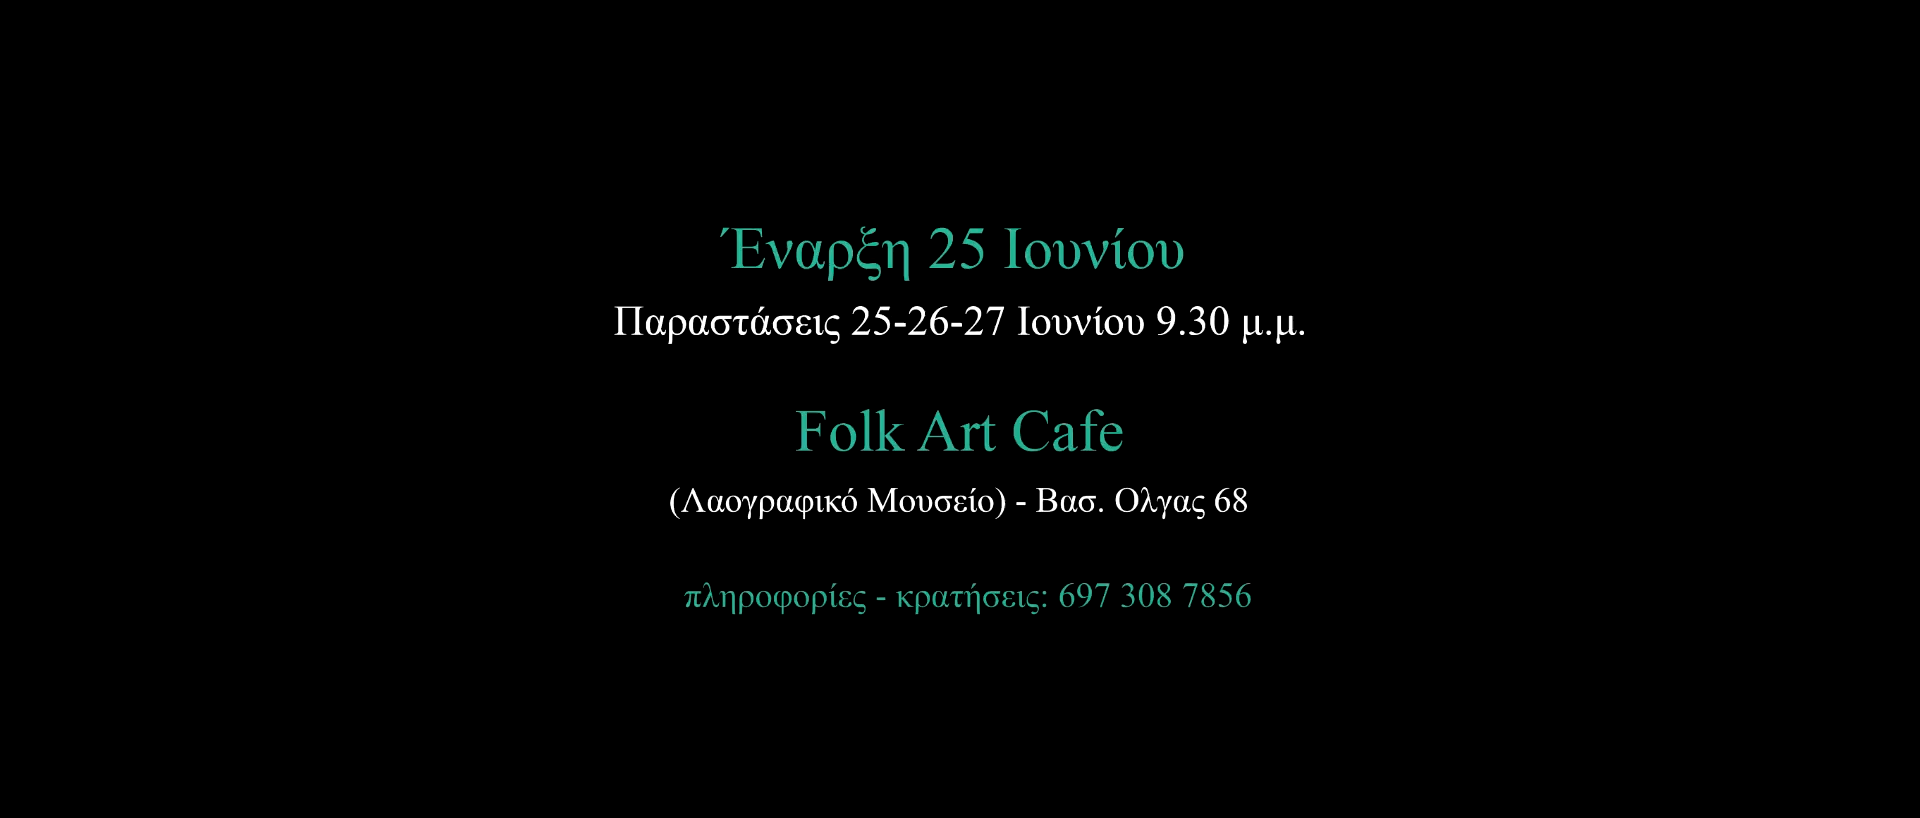 Έναρξη 25 Ιουνίου
Παραστάσεις 25-26-27 Ιουνίου 9.30 μ.μ.
Folk Art Cafe
(Λαογραφικό Μουσείο) - Βασ. Ολγας 68
πληροφορίες - κρατήσεις: 697 308 7856